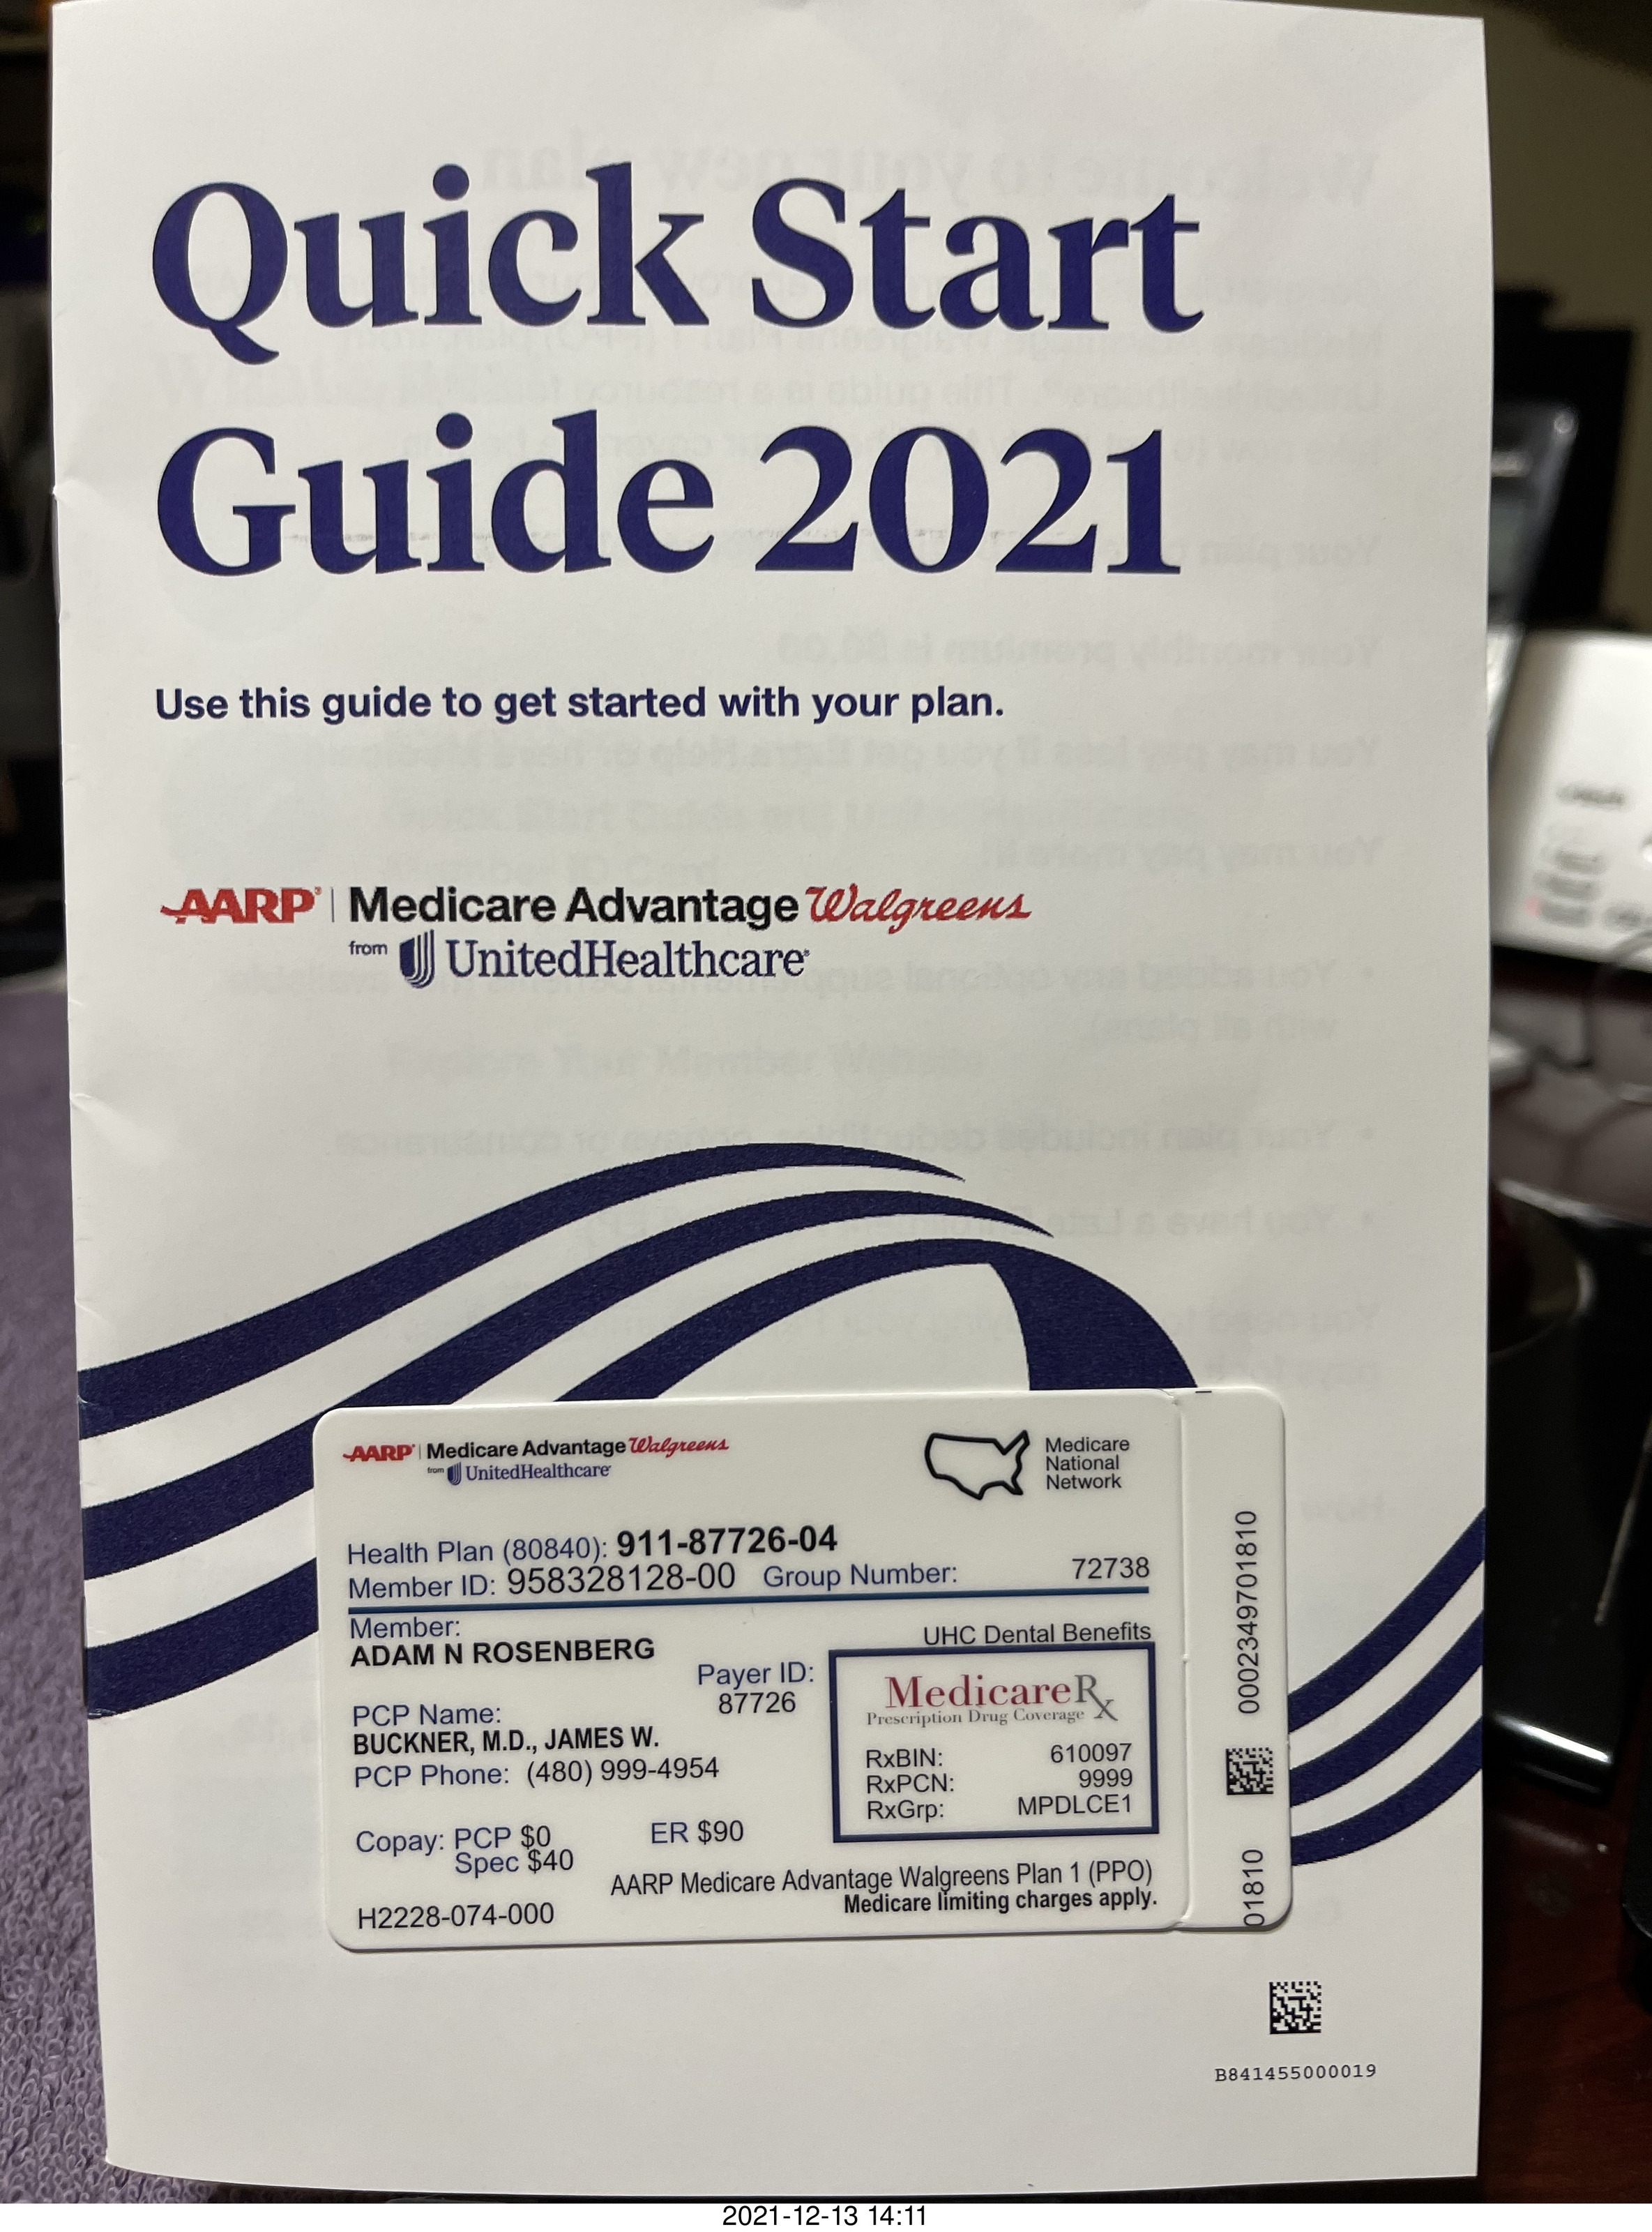 Quick Start
Guide 2021
Use this guide to get started with your plan.
AARP® | Medicare Advantage Walgreens
from UnitedHealthcare®
AARP® | Medicare Advantage Walgreens
from UnitedHealthcare®
Medicare
National
Network
Health Plan (80840): 911-87726-04
Member ID: 958328128-00 Group Number: 72738
Member:
ADAM N ROSENBERG
UHC Dental Benefits
Payer ID:
87726
PCP Name:
BUCKNER, M.D., JAMES W.
PCP Phone: (480) 999-4954
MedicareRx
Prescription Drug Coverage
RxBIN: 610097
RxPCN: 9999
RxGrp: MPDLCE1
Copay: PCP $0 ER $90
Spec $40
AARP Medicare Advantage Walgreens Plan 1 (PPO)
Medicare limiting charges apply.
H2228-074-000
0002349701810
01810
B841455000019
2021-12-13 14:11